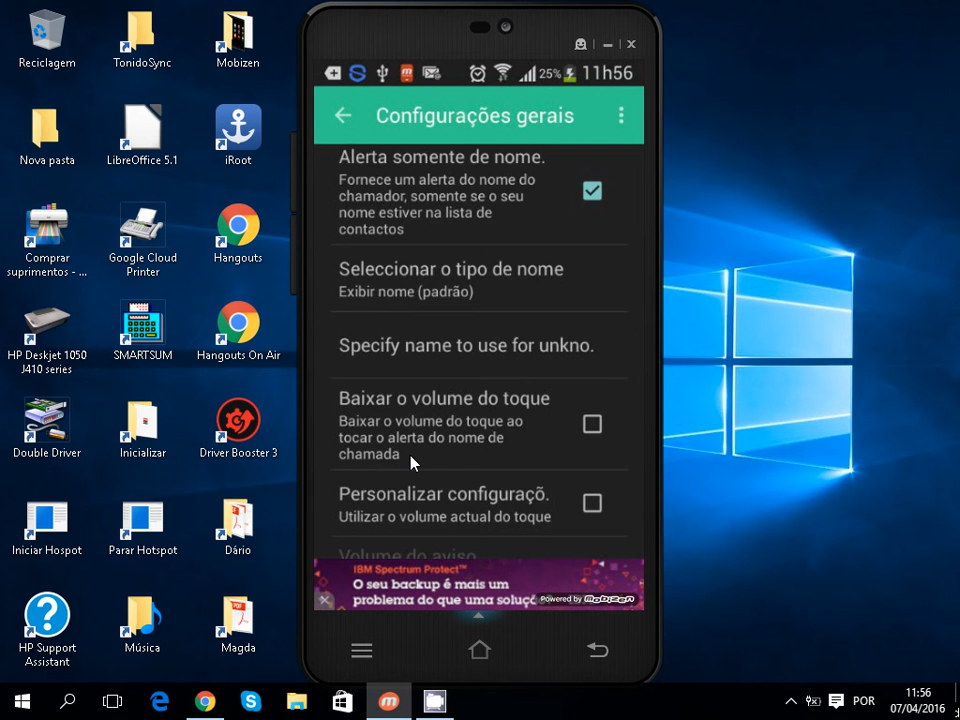 Reciclagem
TonidoSync
Mobizen
Nova pasta
LibreOffice 5.1
iRoot
Comprar
suprimentos - ...
Google Cloud
Printer
Hangouts
HP Deskjet 1050
J410 series
SMARTSUM
Hangouts On Air
Double Driver
Inicializar
Driver Booster 3
Iniciar Hospot
Parar Hotspot
Dário
HP Support
Assistant
Música
Magda
25%
11h56
Configurações gerais
Alerta somente de nome.
Fornece um alerta do nome do
chamador, somente se o seu
nome estiver na lista de
contactos
Seleccionar o tipo de nome
Exibir nome (padrão)
Specify name to use for unkno.
Baixar o volume do toque
Baixar o volume do toque ao
tocar o alerta do nome de
chamada
Personalizar configuraçõ.
Utilizar o volume actual do toque
Volume do aviso
IBM Spectrum Protect™
O seu backup é mais um
problema do que uma soluç
Powered by mobizen
POR
11:56
07/04/2016